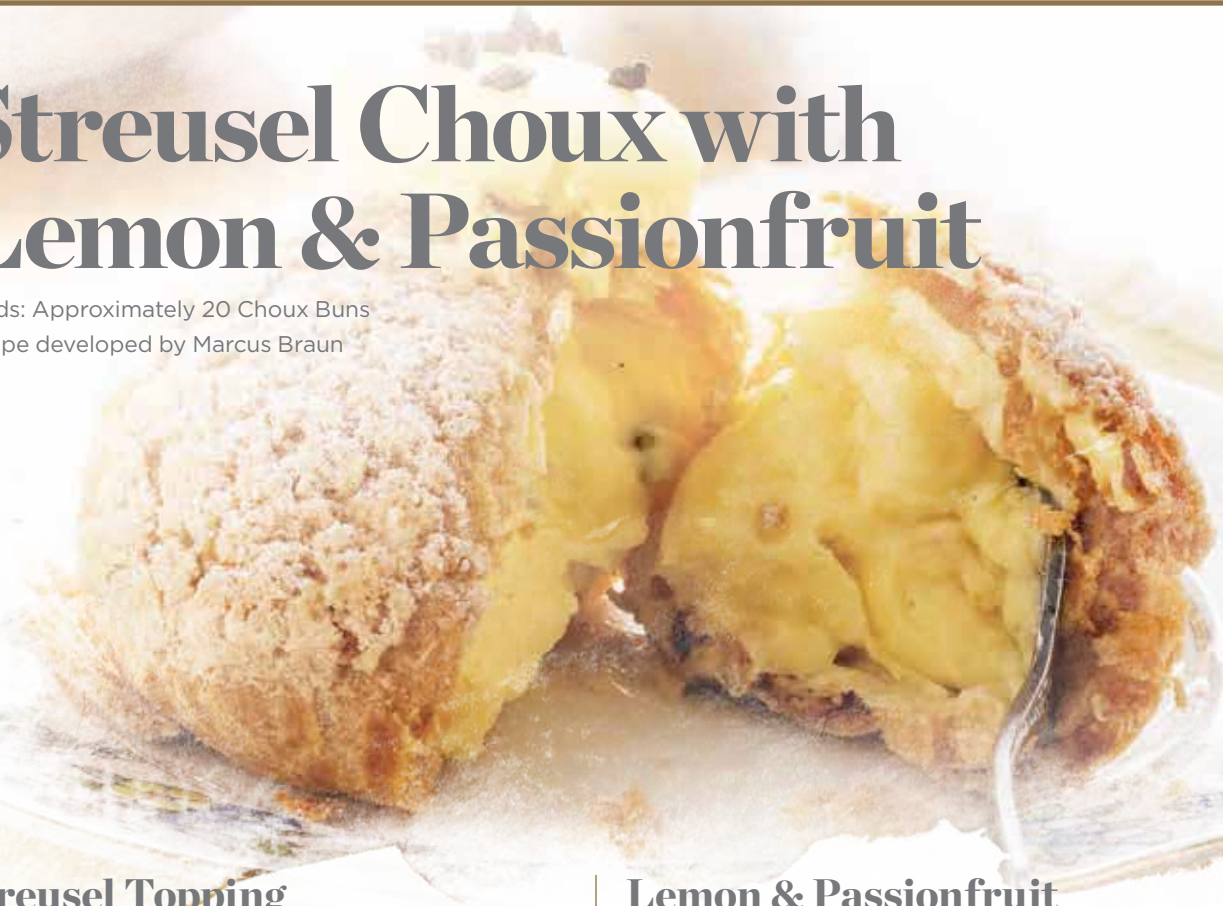 Streusel Choux with
Lemon & Passionfruit
ds: Approximately 20 Choux Buns
pe developed by Marcus Braun
reusel Topping
Lemon & Passionfruit